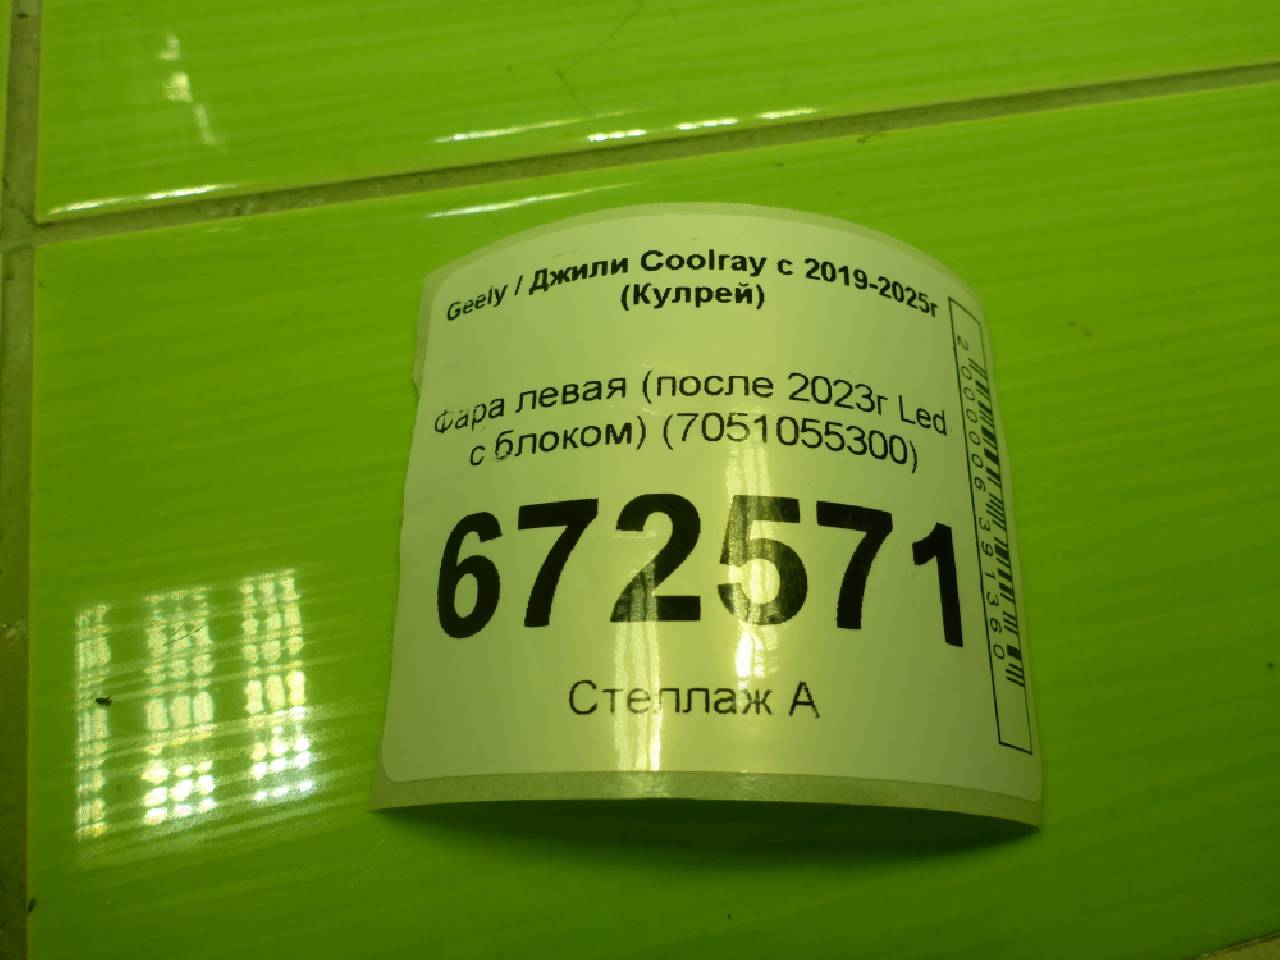 Geely / Джили Coolray с 2019-2025г
(Кулрей)
Фара левая (после 2023г Led
с блоком) (7051055300)
672571
Стеллаж А
2000006391360